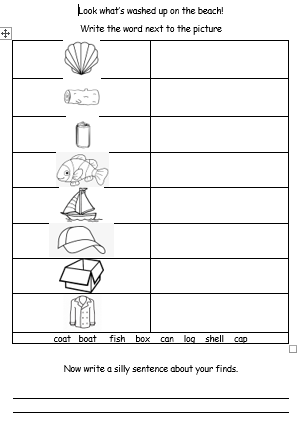 Look what's washed up on the beach!
Write the word next to the picture
coat boat fish box can log shell cap
Now write a silly sentence about your finds.